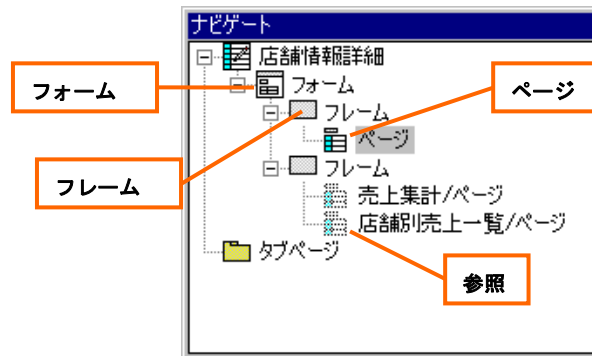 ナビゲート
店舗情報詳細
フォーム
フォーム
ページ
フレーム
ページ
フレーム
フレーム
売上集計/ページ
店舗別売上一覧/ページ
タブページ
参照